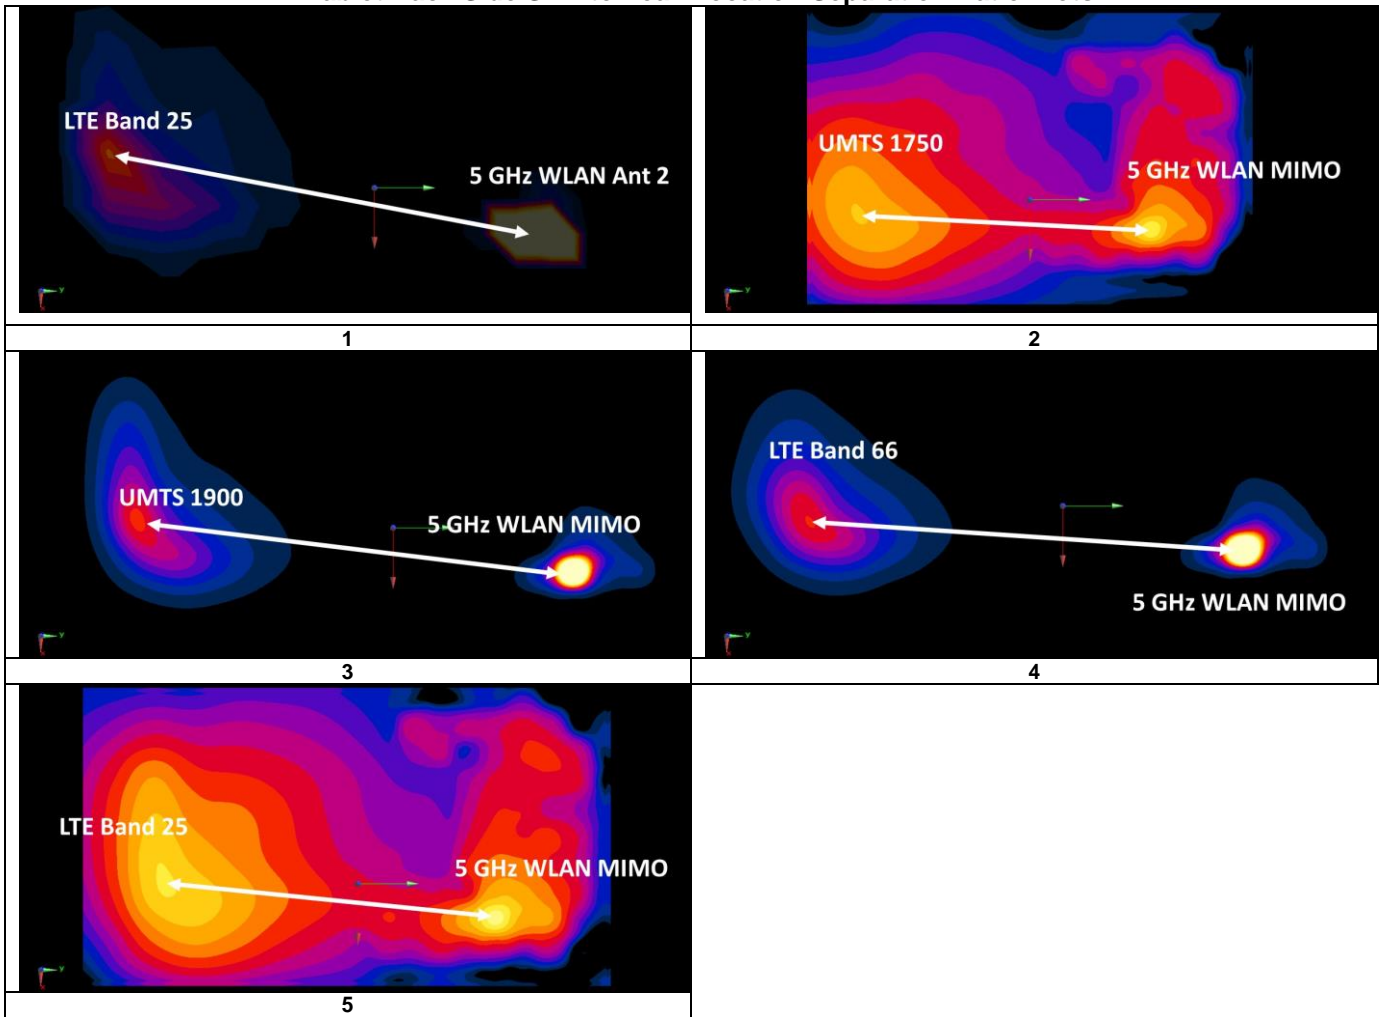 LTE Band 25
5 GHz WLAN Ant 2
UMTS 1750
5 GHz WLAN MIMO
1
2
UMTS 1900
5 GHz WLAN MIMO
LTE Band 66
5 GHz WLAN MIMO
3
4
LTE Band 25
5 GHz WLAN MIMO
5